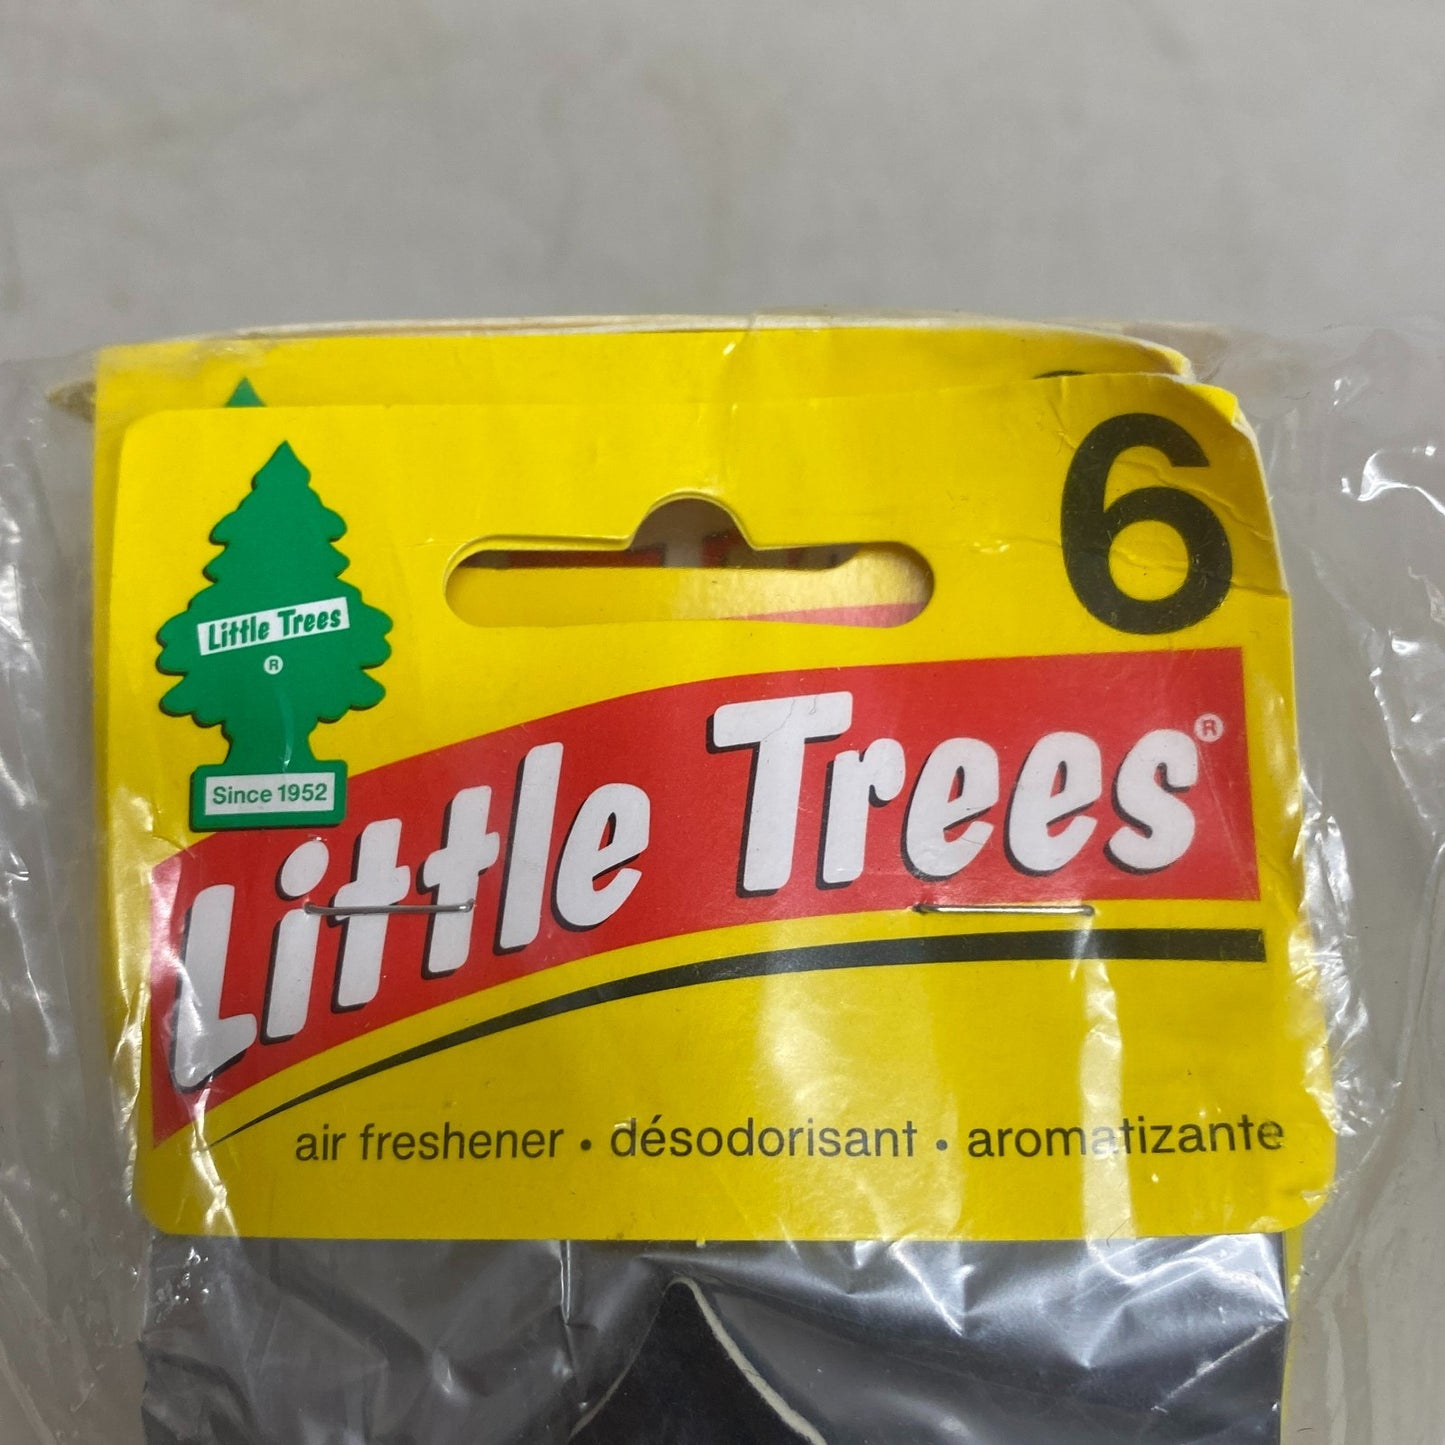 6
Little Trees
®
Since 1952
Little Trees®
air freshener • désodorisant • aromatizante